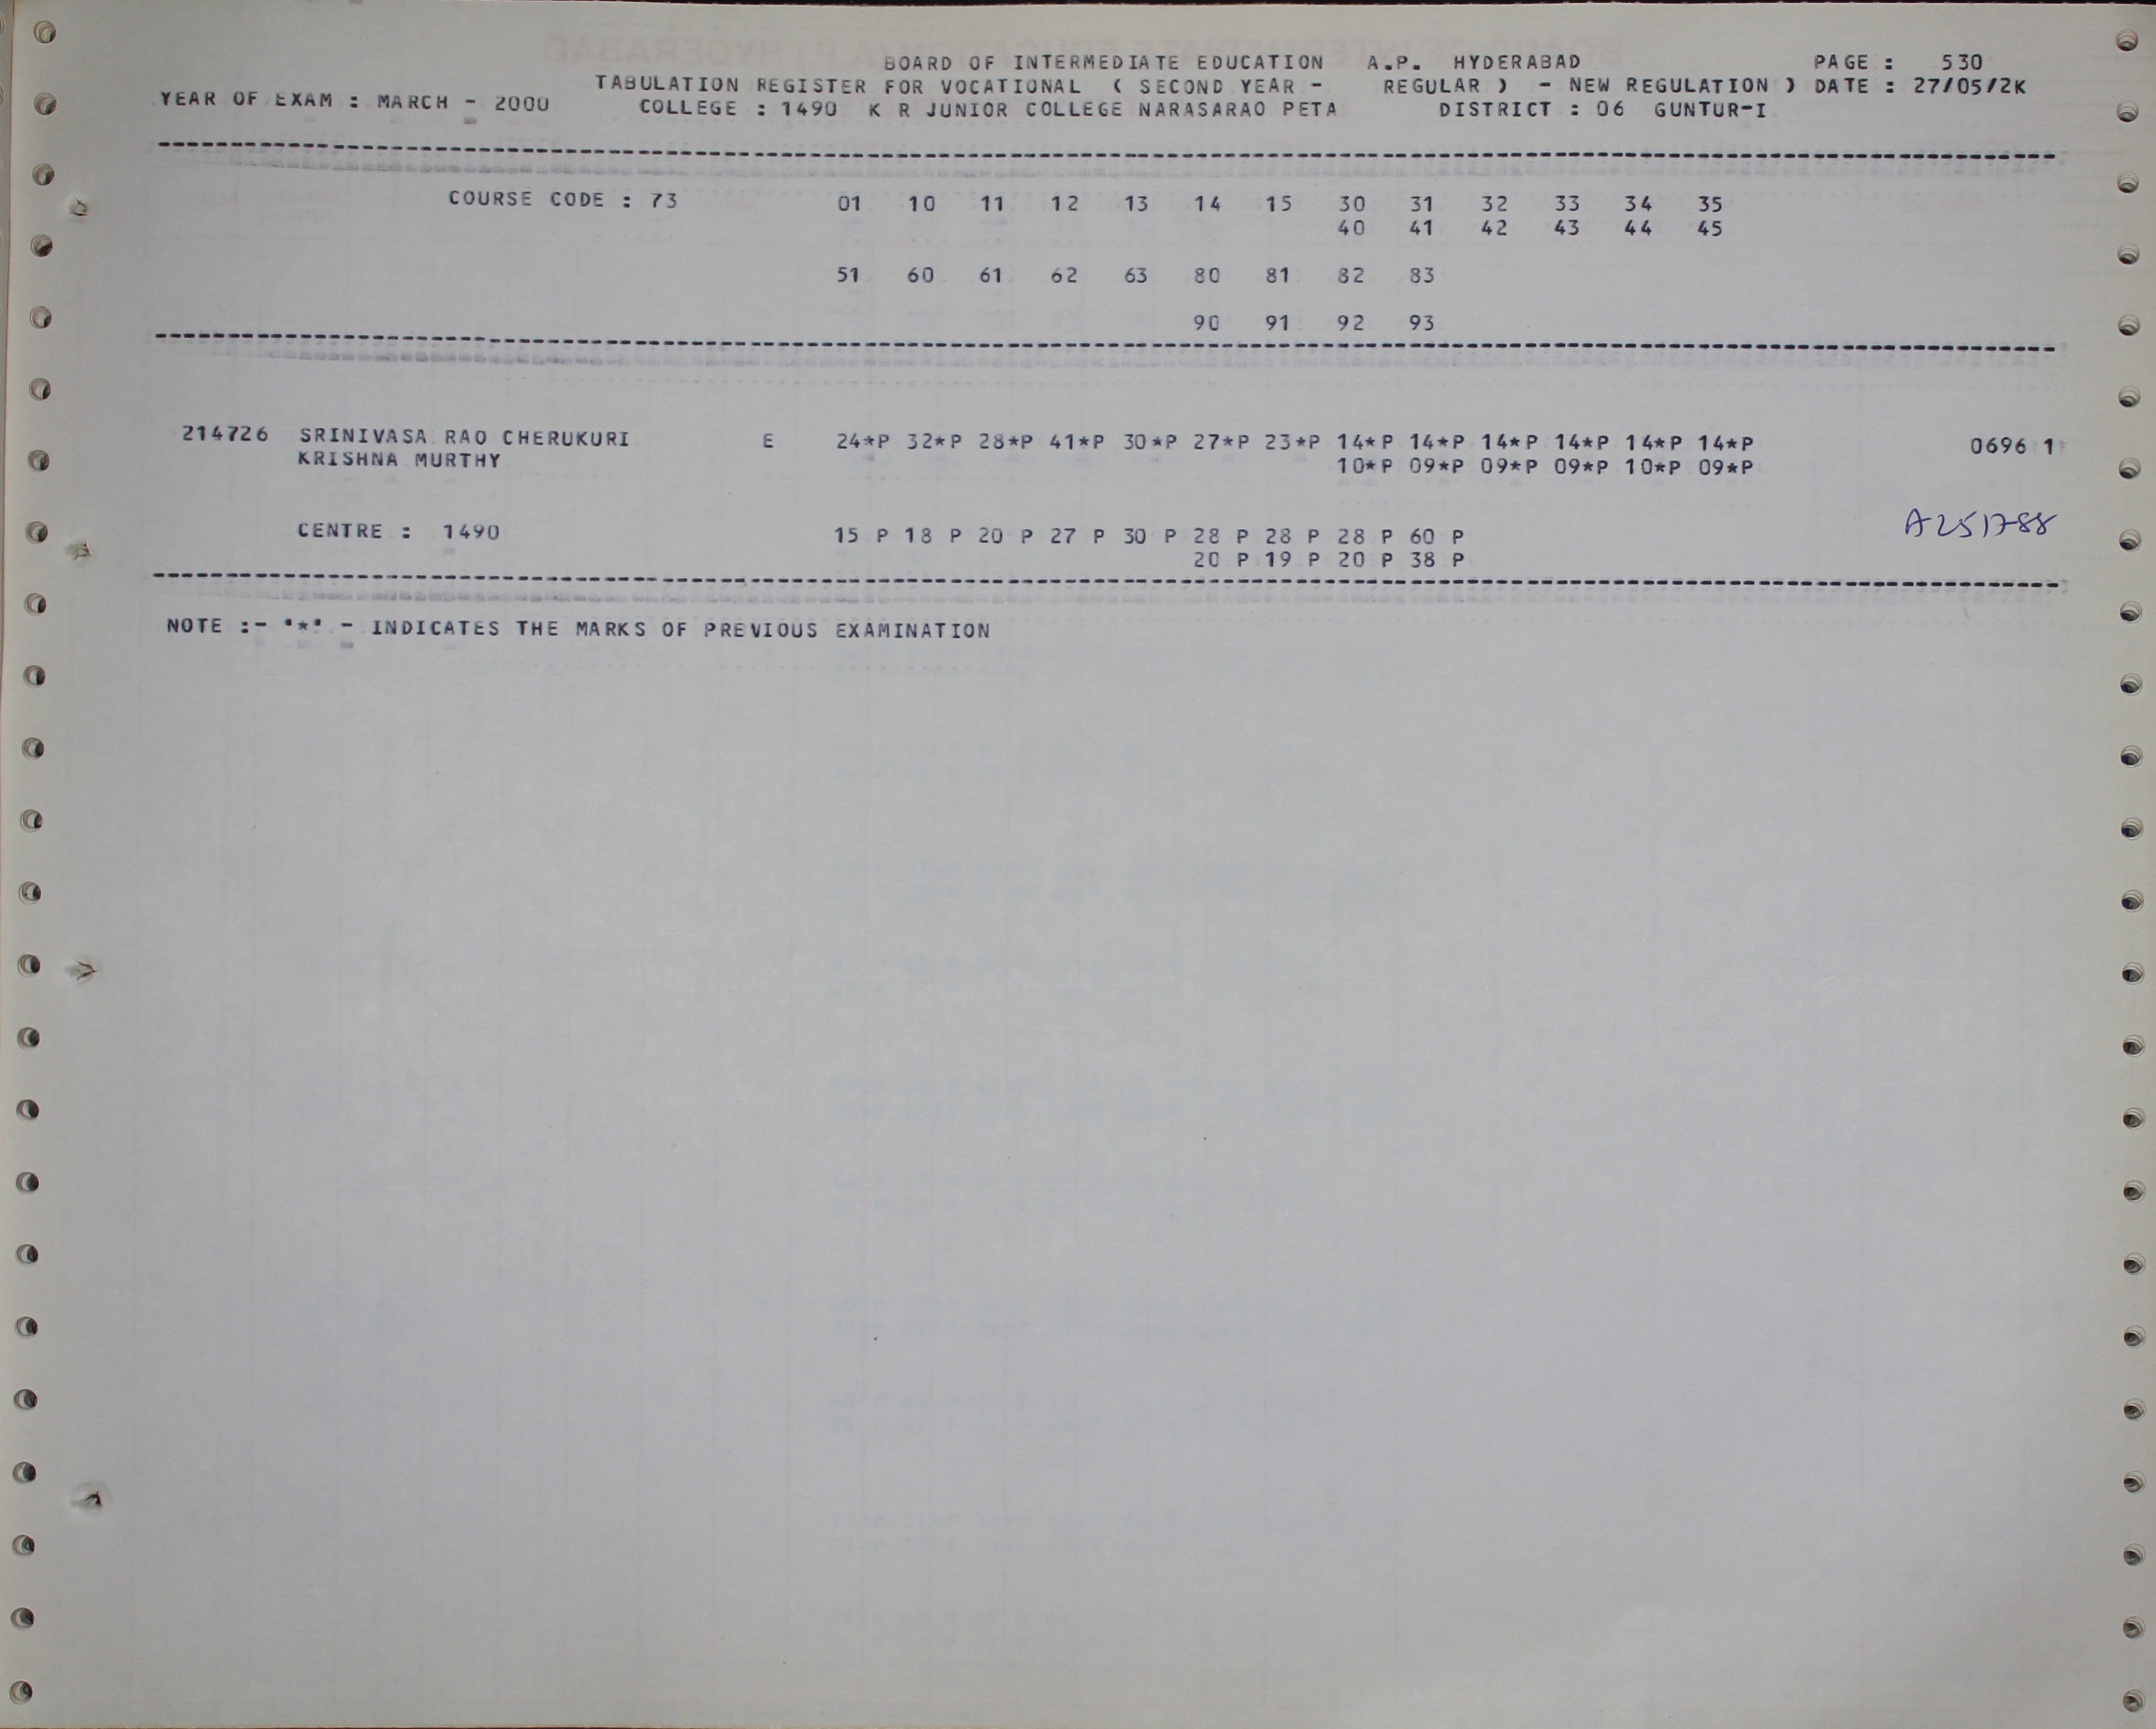 BOARD OF INTERMEDIATE EDUCATION A.P. HYDERABAD PAGE : 530
TABULATION REGISTER FOR VOCATIONAL ( SECOND YEAR - REGULAR ) - NEW REGULATION ) DATE : 27/05/2K
YEAR OF EXAM : MARCH - 2000 COLLEGE : 1490 K R JUNIOR COLLEGE NARASARAO PETA DISTRICT : 06 GUNTUR-I
COURSE CODE : 73 01 10 11 12 13 14 15 30 31 32 33 34 35
40 41 42 43 44 45
51 60 61 62 63 80 81 82 83
90 91 92 93
214726 SRINIVASA RAO CHERUKURI E 24*P 32*P 28*P 41*P 30*P 27*P 23*P 14*P 14*P 14*P 14*P 14*P 14*P 0696 1
KRISHNA MURTHY 10*P 09*P 09*P 09*P 10*P 09*P
A251788
CENTRE : 1490 15 P 18 P 20 P 27 P 30 P 28 P 28 P 28 P 60 P
20 P 19 P 20 P 38 P
NOTE :- '*' - INDICATES THE MARKS OF PREVIOUS EXAMINATION